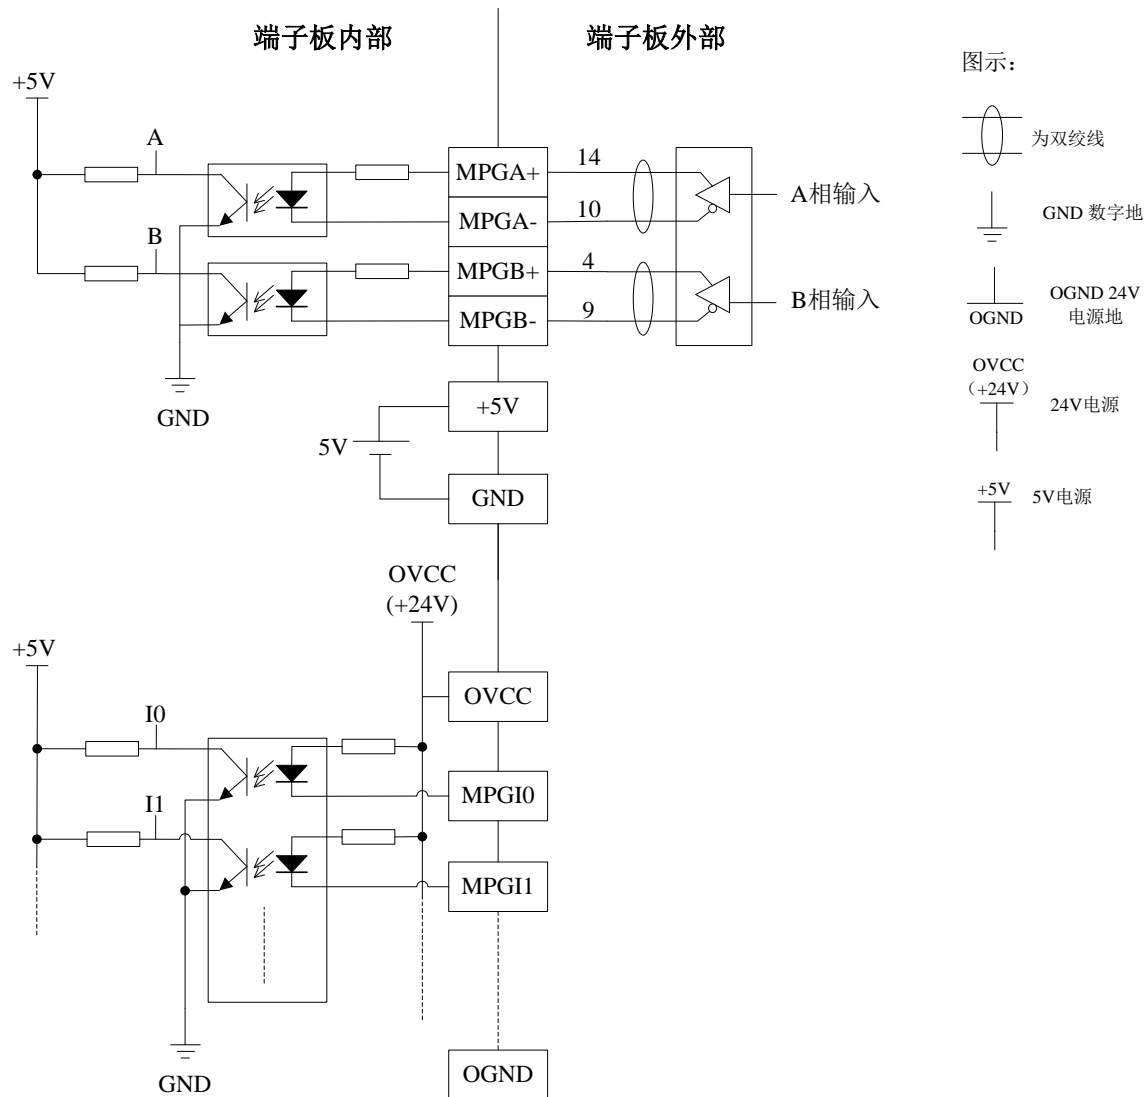 端子板内部
端子板外部
+5V
A
B
MPGA+
MPGA-
MPGB+
MPGB-
14
10
4
9
A相输入
B相输入
GND
5V
+5V
GND
OVCC
(+24V)
+5V
I0
I1
OVCC
MPGI0
MPGI1
OGND
GND
图示：
为双绞线
GND 数字地
OGND
OGND 24V
电源地
OVCC
（+24V）
24V电源
+5V
5V电源